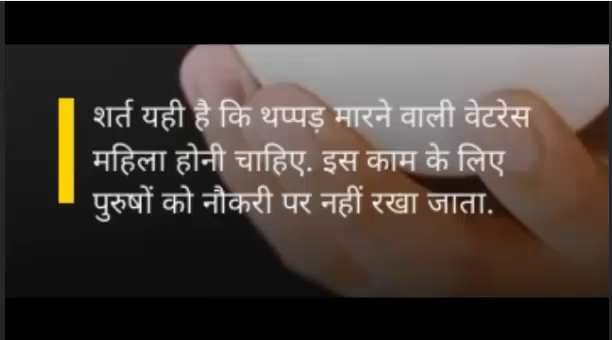 शर्त यही है कि थप्पड़ मारने वाली वेटरेस
महिला होनी चाहिए. इस काम के लिए
पुरुषों को नौकरी पर नहीं रखा जाता.